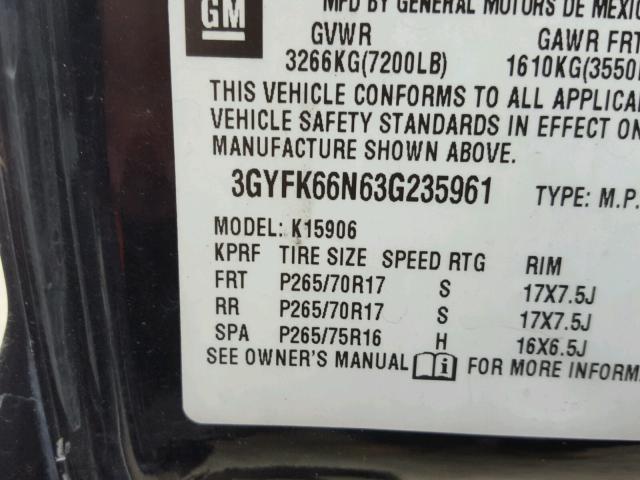 GM
MFD BY GENERAL MOTORS DE MEXICO
GVWR GAWR FRT
3266KG(7200LB) 1610KG(3550
THIS VEHICLE CONFORMS TO ALL APPLICA
VEHICLE SAFETY STANDARDS IN EFFECT ON
MANUFACTURE SHOWN ABOVE.
3GYFK66N63G235961 TYPE: M.P.
MODEL: K15906
KPRF TIRE SIZE SPEED RTG RIM
FRT P265/70R17 S 17X7.5J
RR P265/70R17 S 17X7.5J
SPA P265/75R16 H 16X6.5J
SEE OWNER'S MANUAL i FOR MORE INFORM